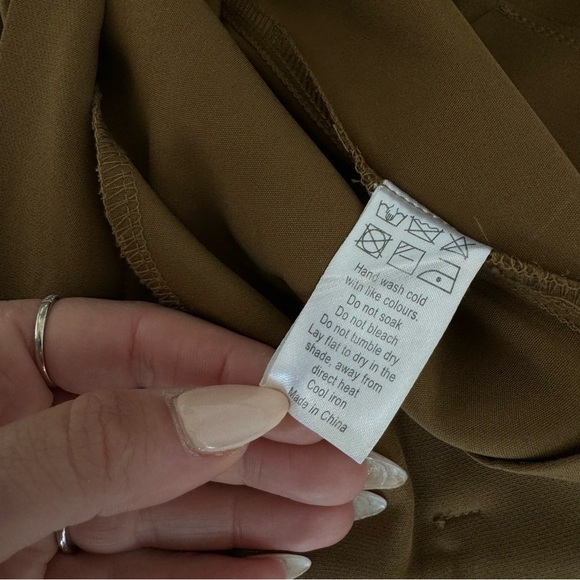 Hand wash cold
with like colours.
Do not soak
Do not bleach
Do not tumble dry
Lay flat to dry in the
shade, away from
direct heat
Cool iron
Made in China